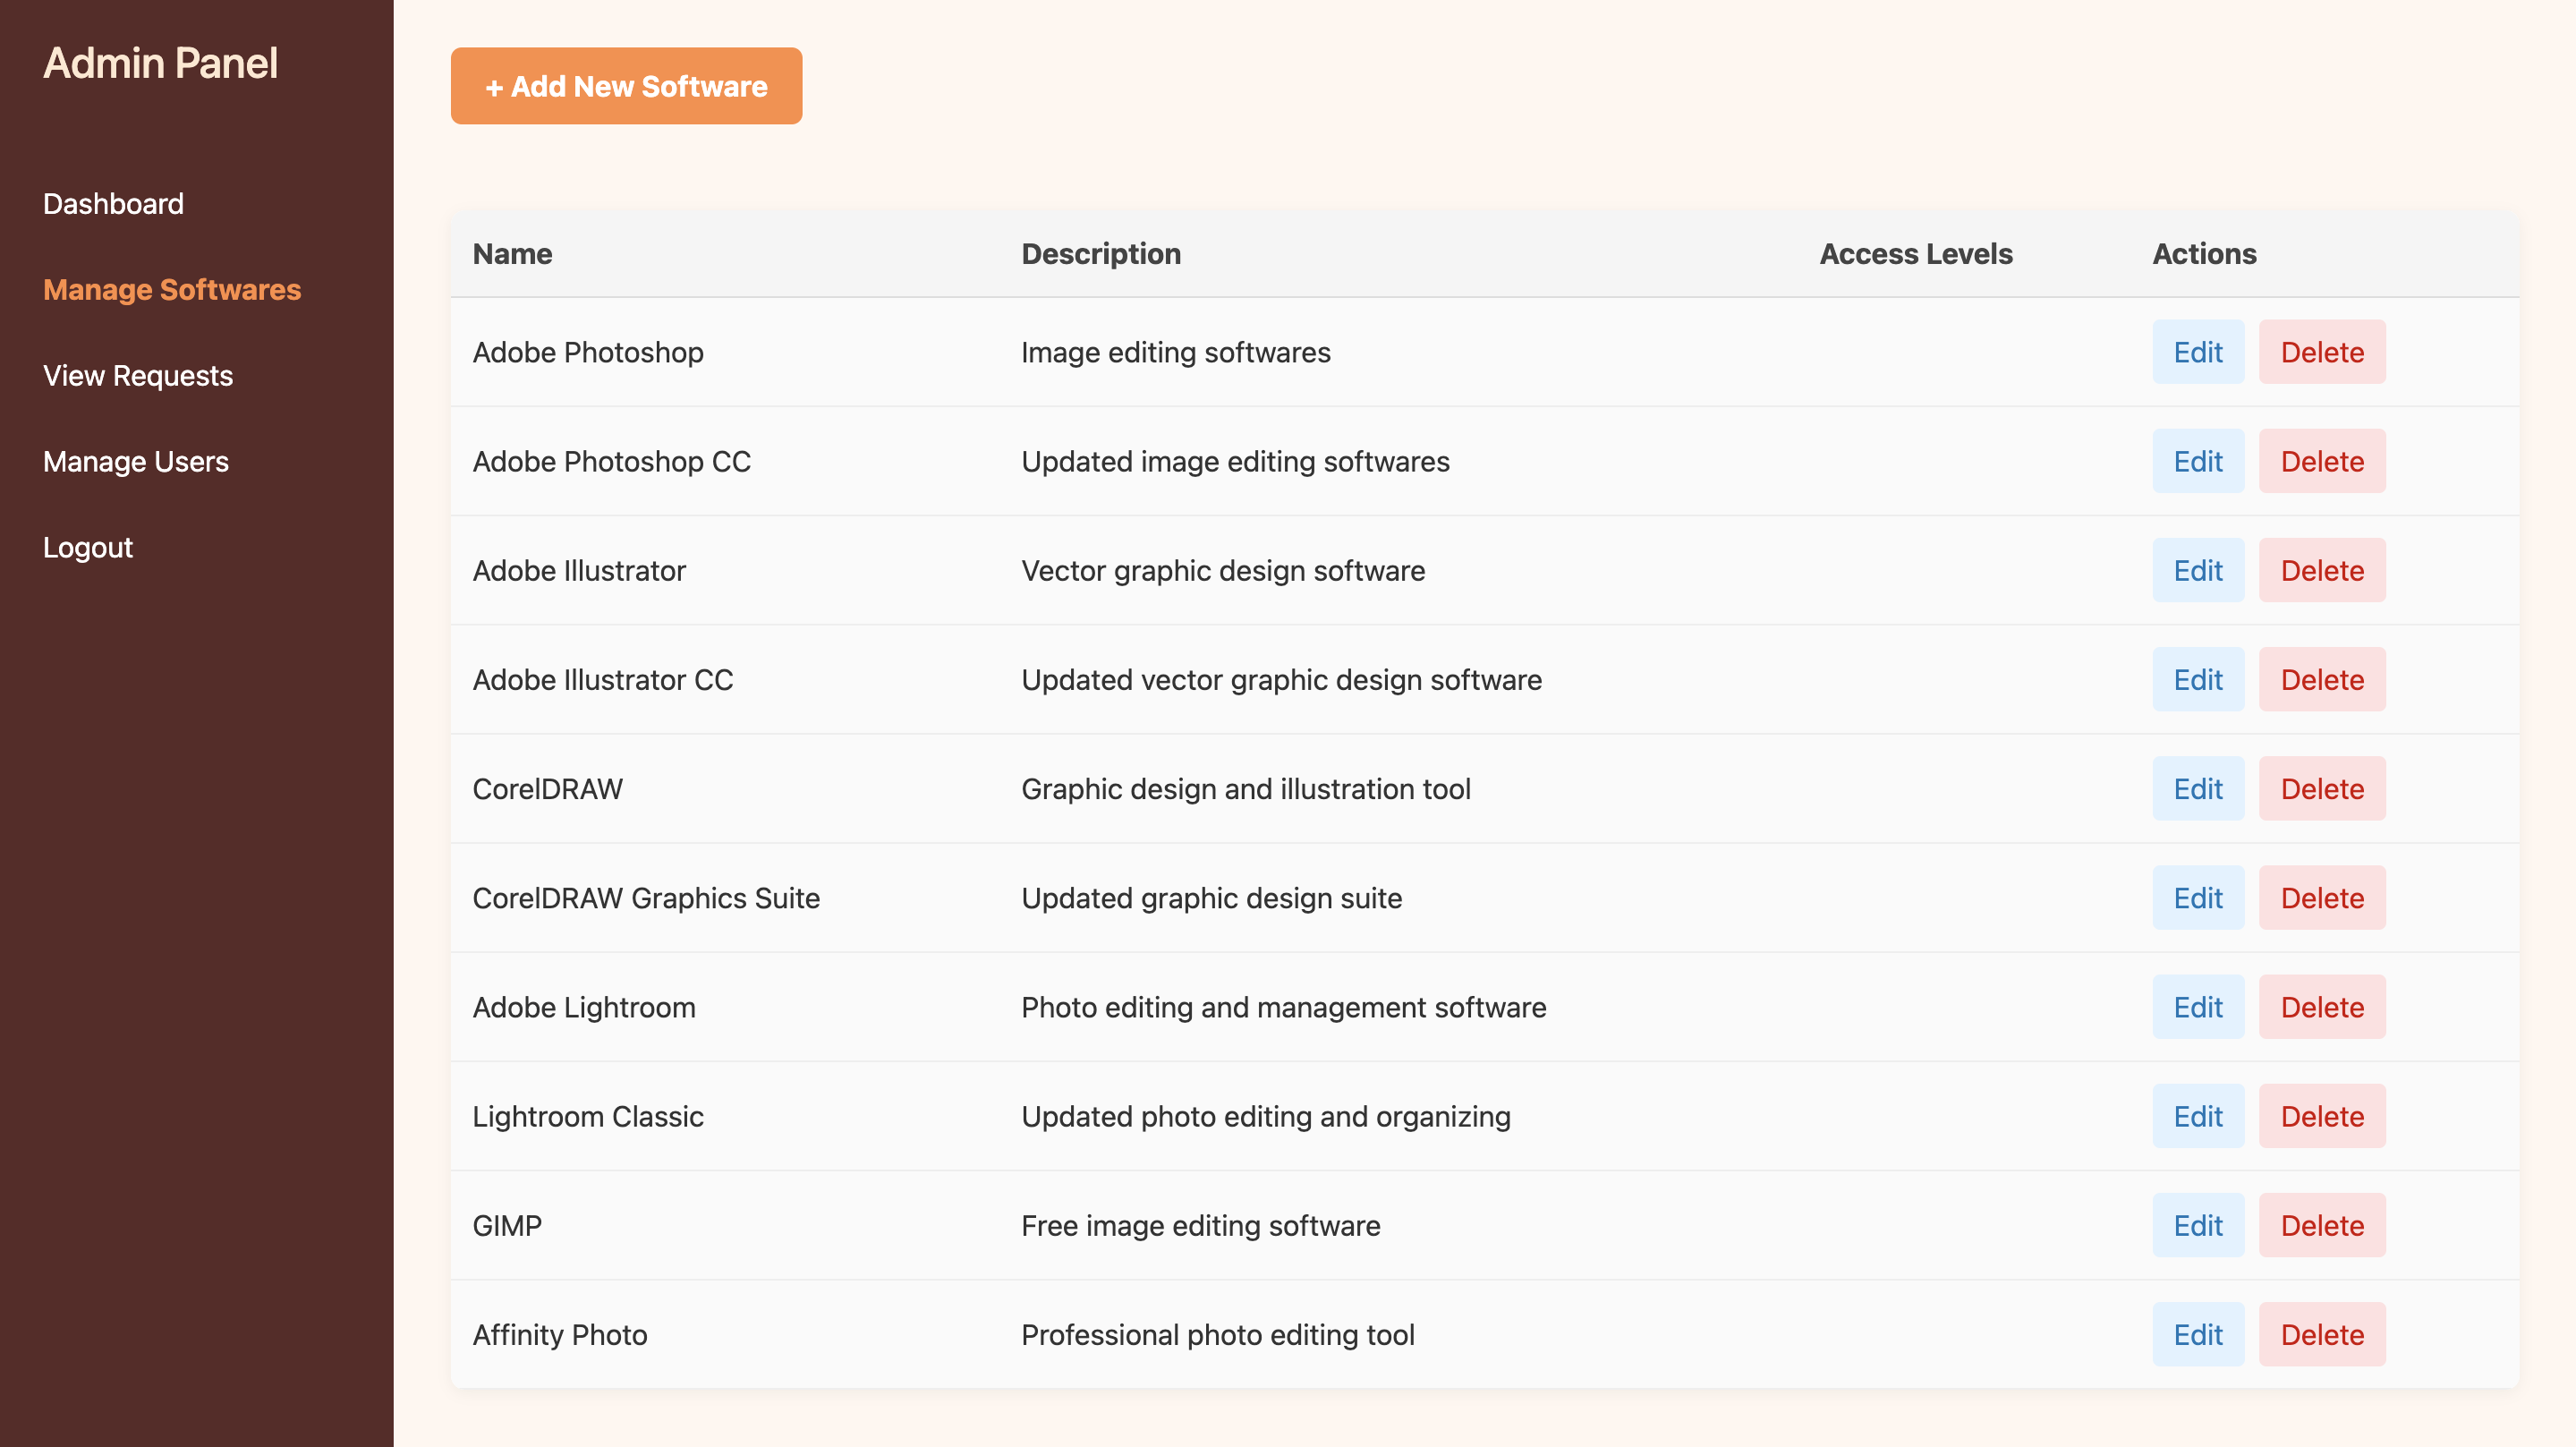 Admin Panel
Dashboard
Manage Softwares
View Requests
Manage Users
Logout
+ Add New Software
Name Description Access Levels Actions
Adobe Photoshop Image editing softwares Edit Delete
Adobe Photoshop CC Updated image editing softwares Edit Delete
Adobe Illustrator Vector graphic design software Edit Delete
Adobe Illustrator CC Updated vector graphic design software Edit Delete
CorelDRAW Graphic design and illustration tool Edit Delete
CorelDRAW Graphics Suite Updated graphic design suite Edit Delete
Adobe Lightroom Photo editing and management software Edit Delete
Lightroom Classic Updated photo editing and organizing Edit Delete
GIMP Free image editing software Edit Delete
Affinity Photo Professional photo editing tool Edit Delete